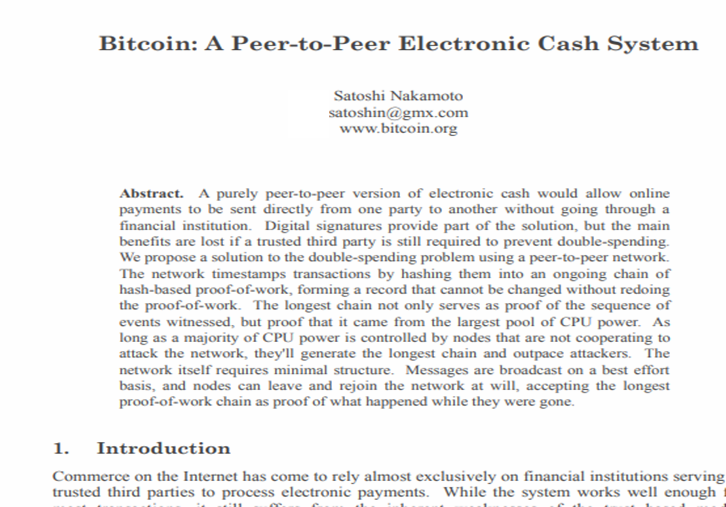 Bitcoin: A Peer-to-Peer Electronic Cash System
Satoshi Nakamoto
satoshin@gmx.com
www.bitcoin.org
Abstract. A purely peer-to-peer version of electronic cash would allow online
payments to be sent directly from one party to another without going through a
financial institution. Digital signatures provide part of the solution, but the main
benefits are lost if a trusted third party is still required to prevent double-spending.
We propose a solution to the double-spending problem using a peer-to-peer network.
The network timestamps transactions by hashing them into an ongoing chain of
hash-based proof-of-work, forming a record that cannot be changed without redoing
the proof-of-work. The longest chain not only serves as proof of the sequence of
events witnessed, but proof that it came from the largest pool of CPU power. As
long as a majority of CPU power is controlled by nodes that are not cooperating to
attack the network, they'll generate the longest chain and outpace attackers. The
network itself requires minimal structure. Messages are broadcast on a best effort
basis, and nodes can leave and rejoin the network at will, accepting the longest
proof-of-work chain as proof of what happened while they were gone.
1. Introduction
Commerce on the Internet has come to rely almost exclusively on financial institutions serving
trusted third parties to process electronic payments. While the system works well enough